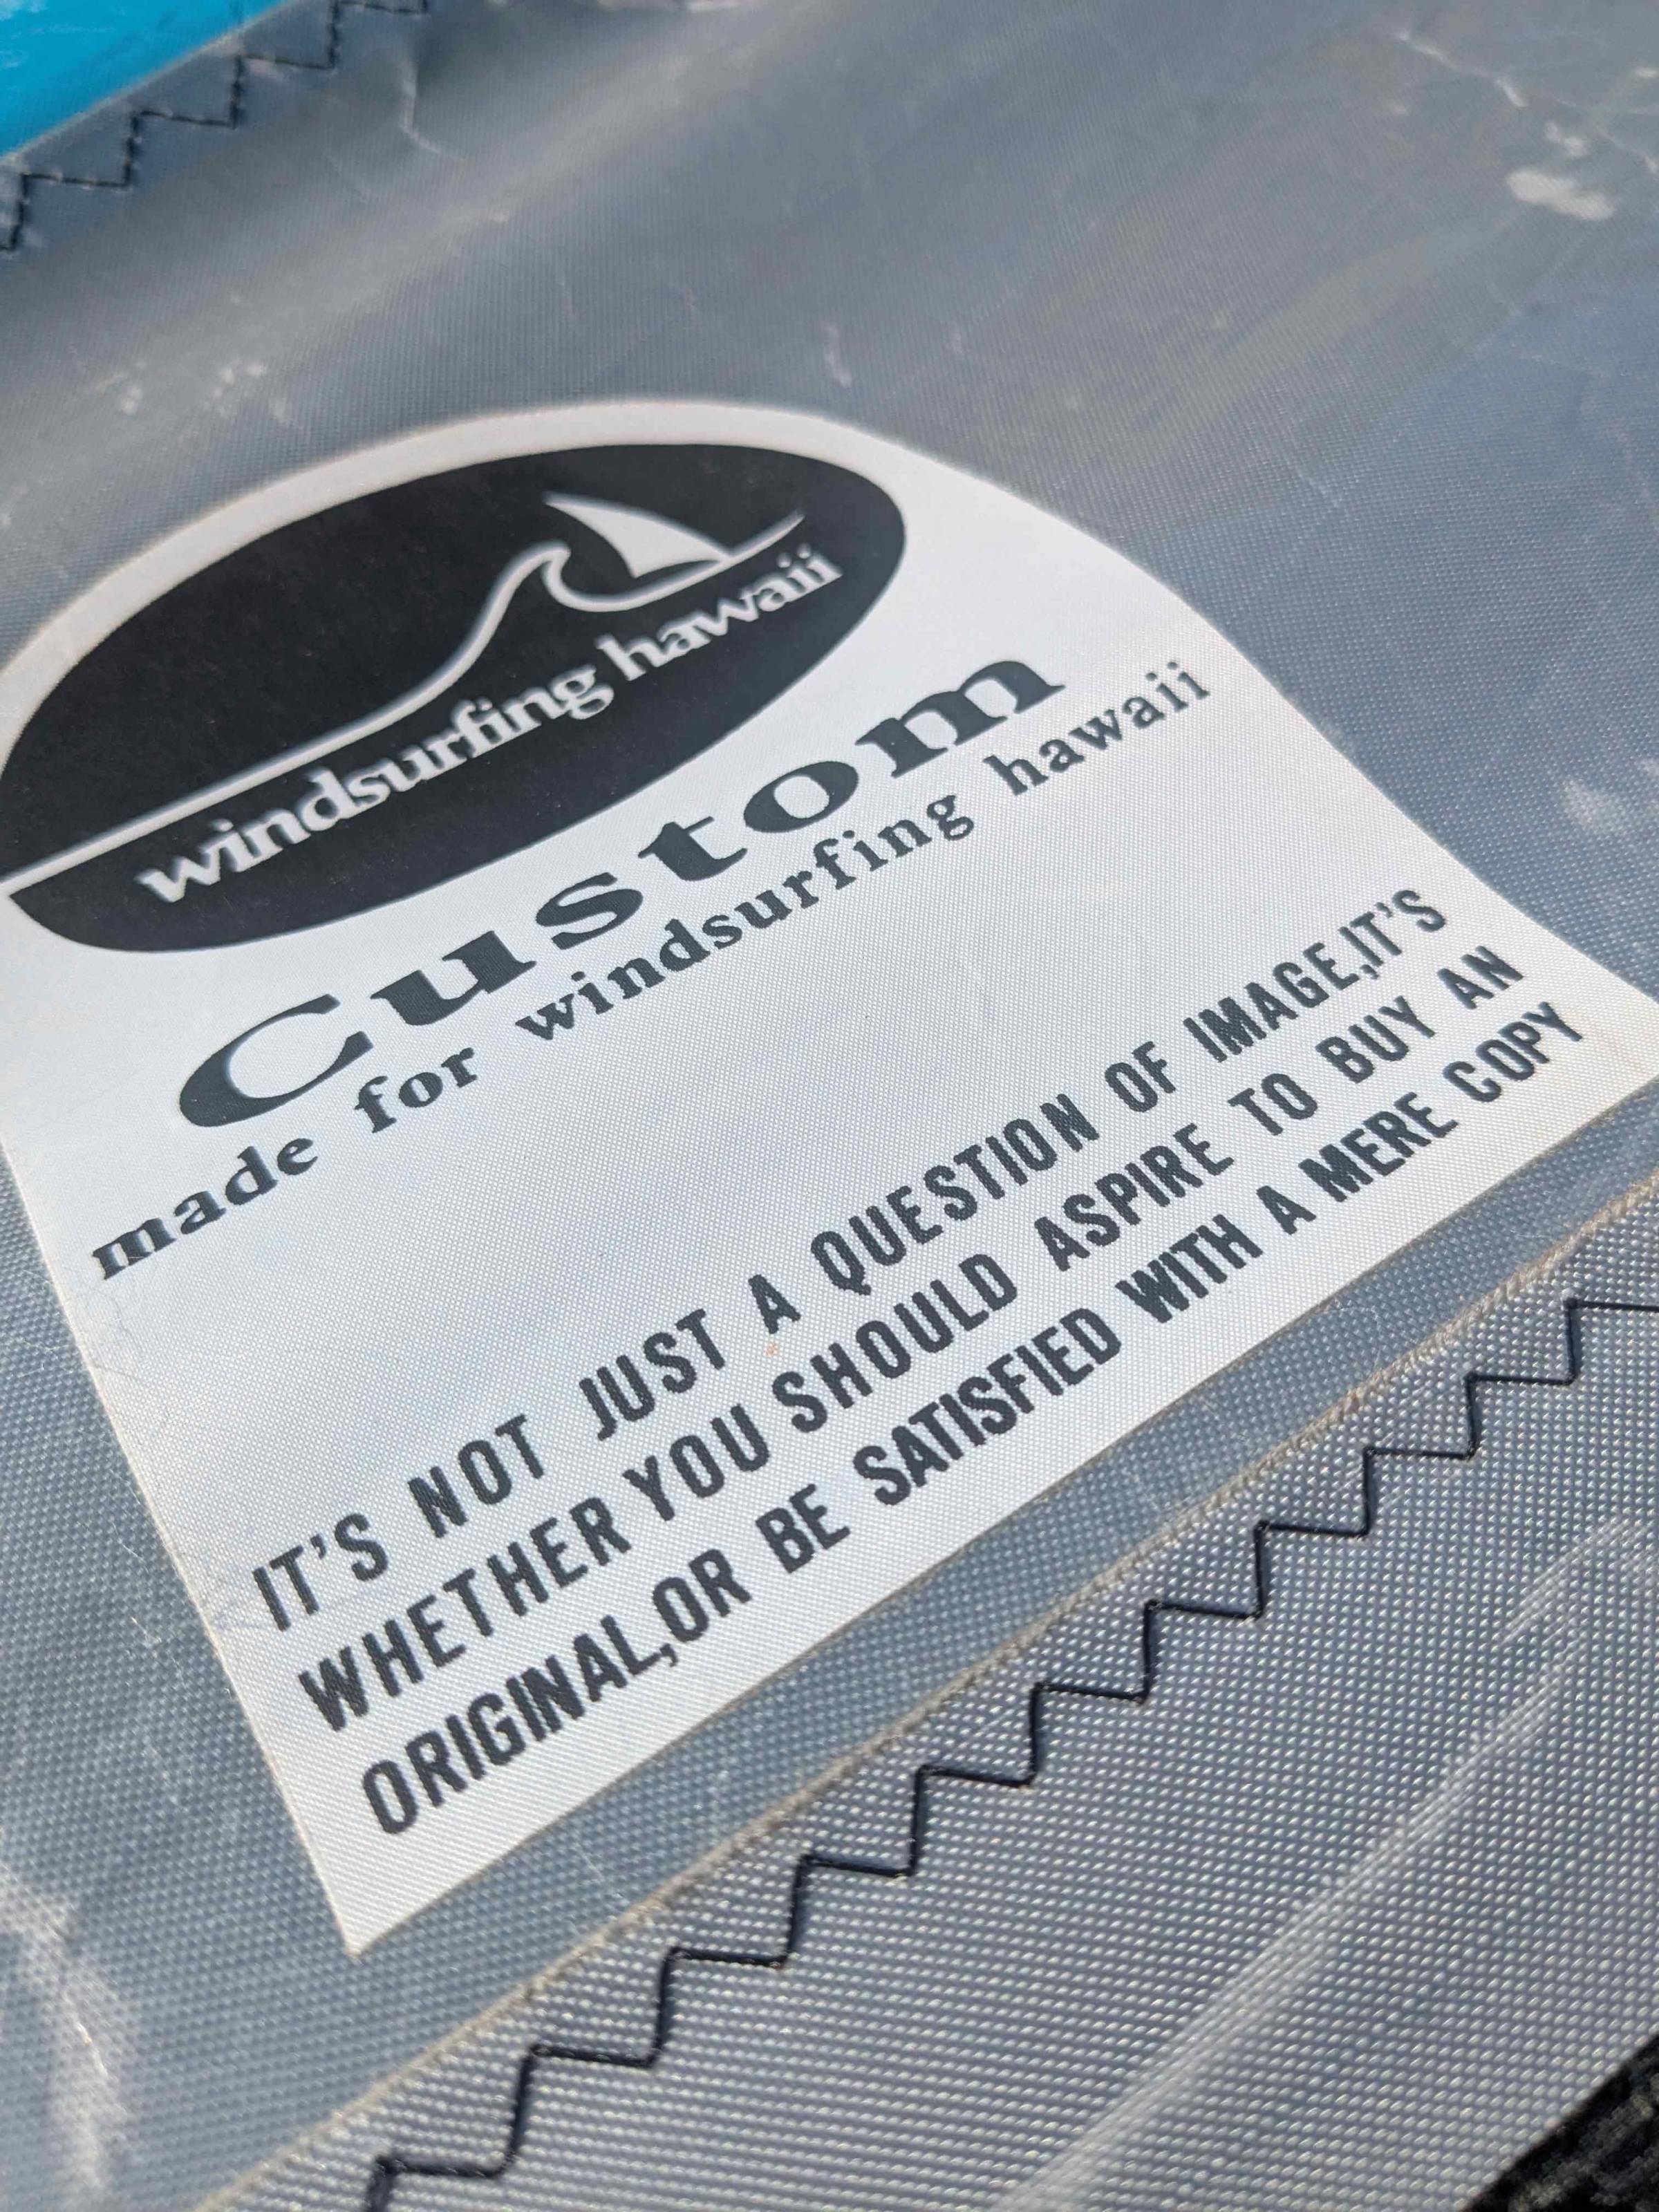 windsurfing hawaii
Custom
made for windsurfing hawaii
IT'S NOT JUST A QUESTION OF IMAGE,IT'S
WHETHER YOU SHOULD ASPIRE TO BUY AN
ORIGINAL,OR BE SATISFIED WITH A MERE COPY